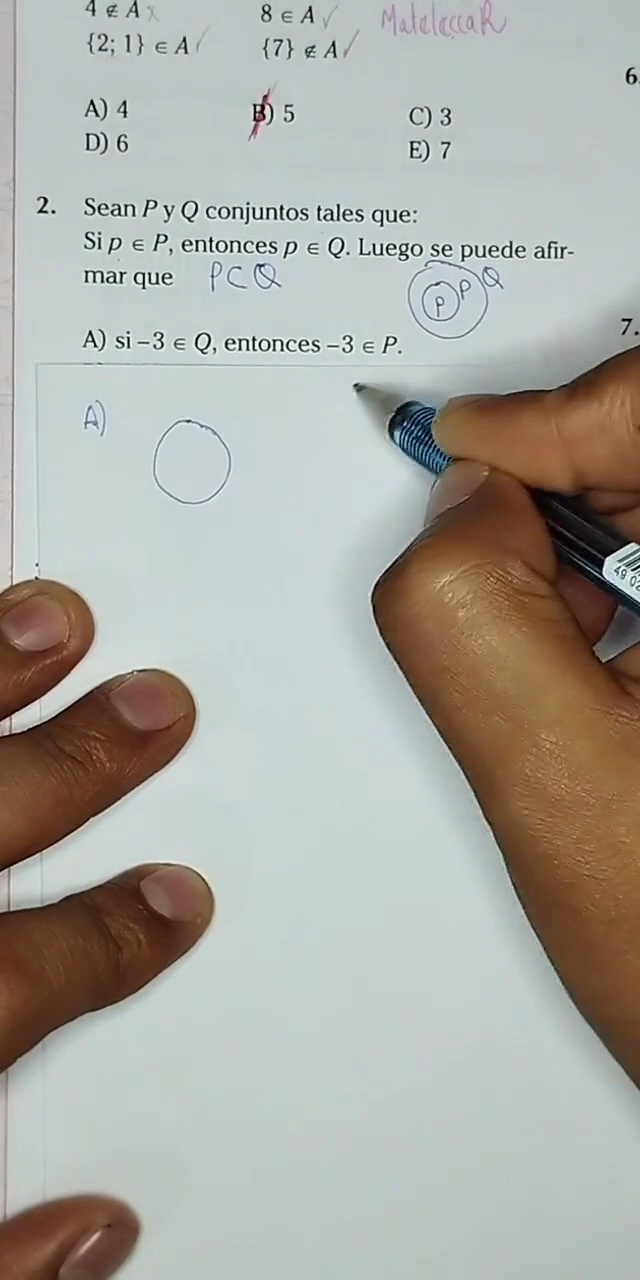 4 ∉ A x 8 ∈ A ✓ MateleccaR
{2; 1} ∈ A ✓ {7} ∉ A ✓
6.
A) 4 B) 5 C) 3
D) 6 E) 7
2. Sean P y Q conjuntos tales que:
Si p ∈ P, entonces p ∈ Q. Luego se puede afir-
mar que P⊂Q p P Q
7.
A) si −3 ∈ Q, entonces −3 ∈ P.
A)